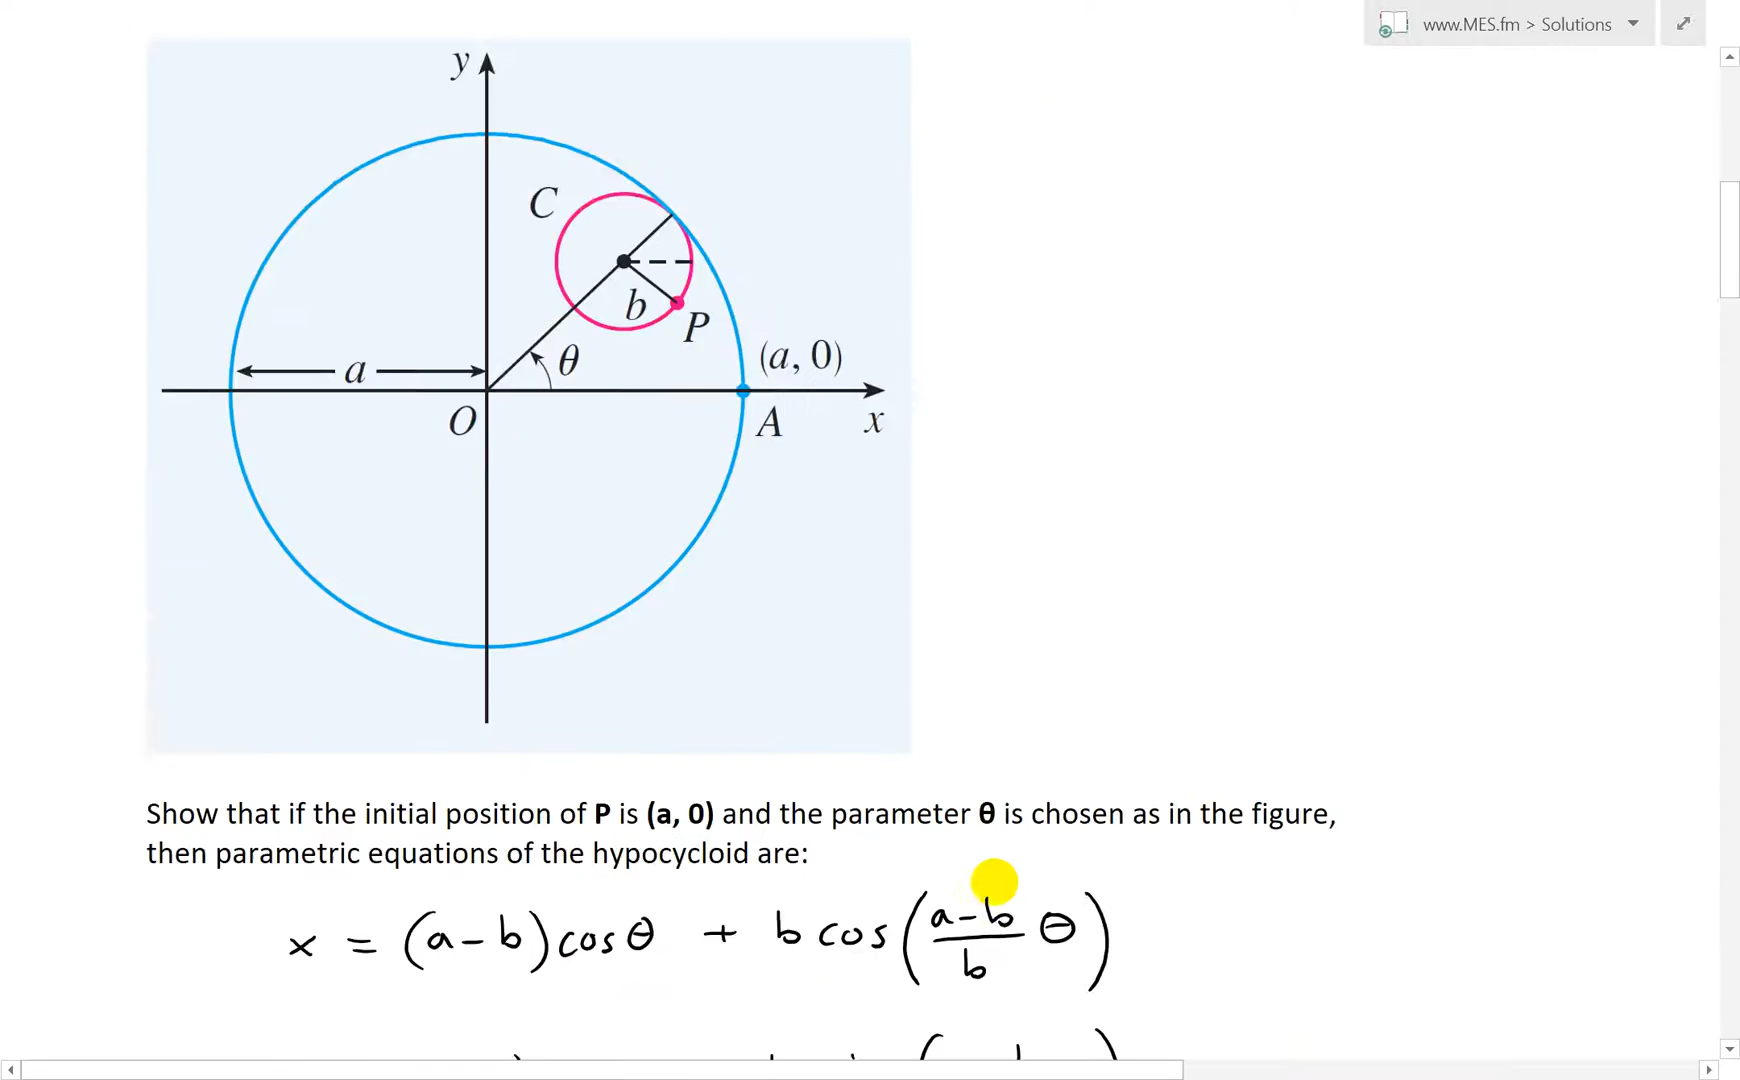 www.MES.fm > Solutions
y
C
b
P
θ
(a, 0)
a
O
A
x
Show that if the initial position of P is (a, 0) and the parameter θ is chosen as in the figure,
then parametric equations of the hypocycloid are:
x = (a-b) cos θ + b cos ( a-b / b θ )